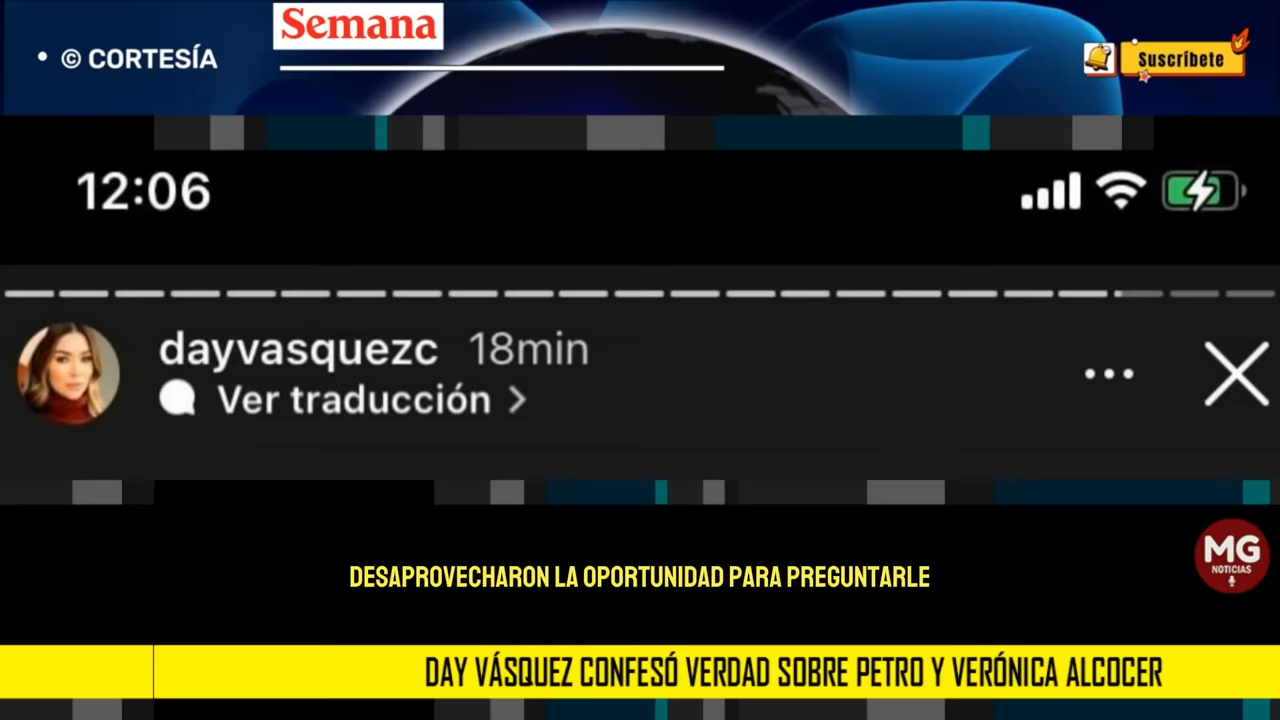 Semana
• © CORTESÍA
Suscríbete
12:06
dayvasquezc 18min
Ver traducción >
MG
NOTICIAS
DESAPROVECHARON LA OPORTUNIDAD PARA PREGUNTARLE
DAY VÁSQUEZ CONFESÓ VERDAD SOBRE PETRO Y VERÓNICA ALCOCER